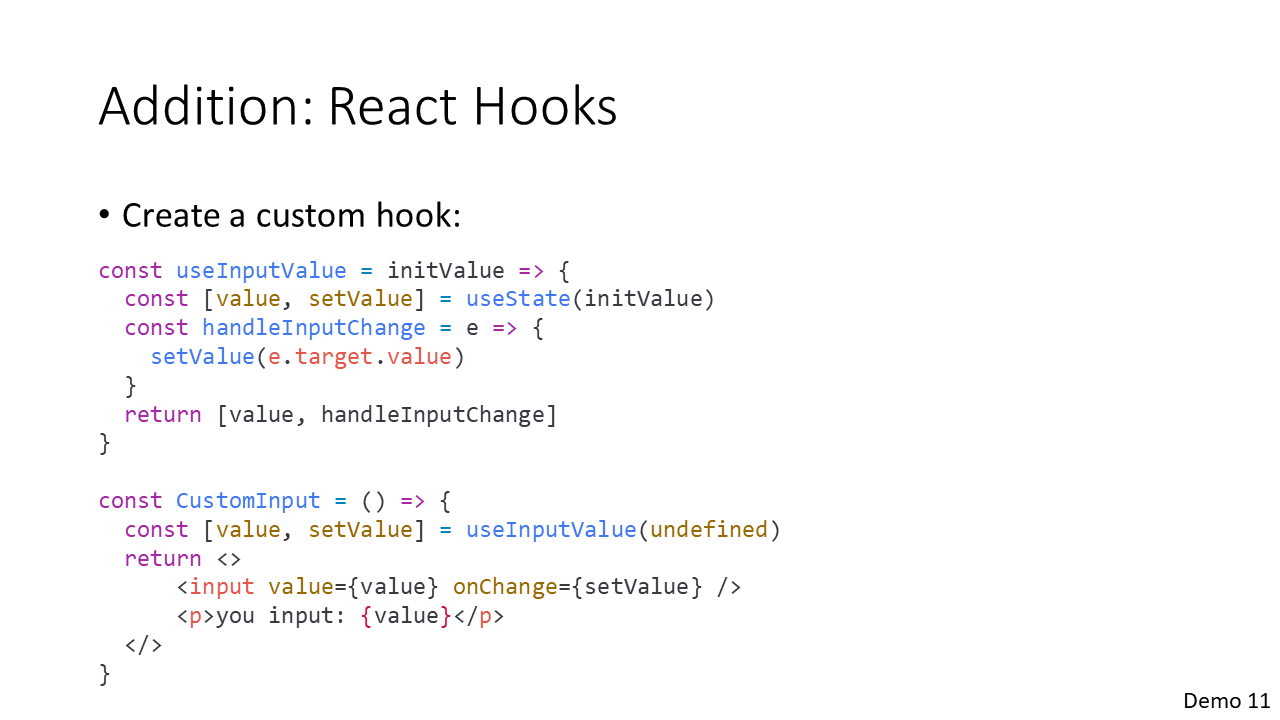 Addition: React Hooks
• Create a custom hook:
const useInputValue = initValue => {
  const [value, setValue] = useState(initValue)
  const handleInputChange = e => {
    setValue(e.target.value)
  }
  return [value, handleInputChange]
}
const CustomInput = () => {
  const [value, setValue] = useInputValue(undefined)
  return <>
      <input value={value} onChange={setValue} />
      <p>you input: {value}</p>
  </>
}
Demo 11